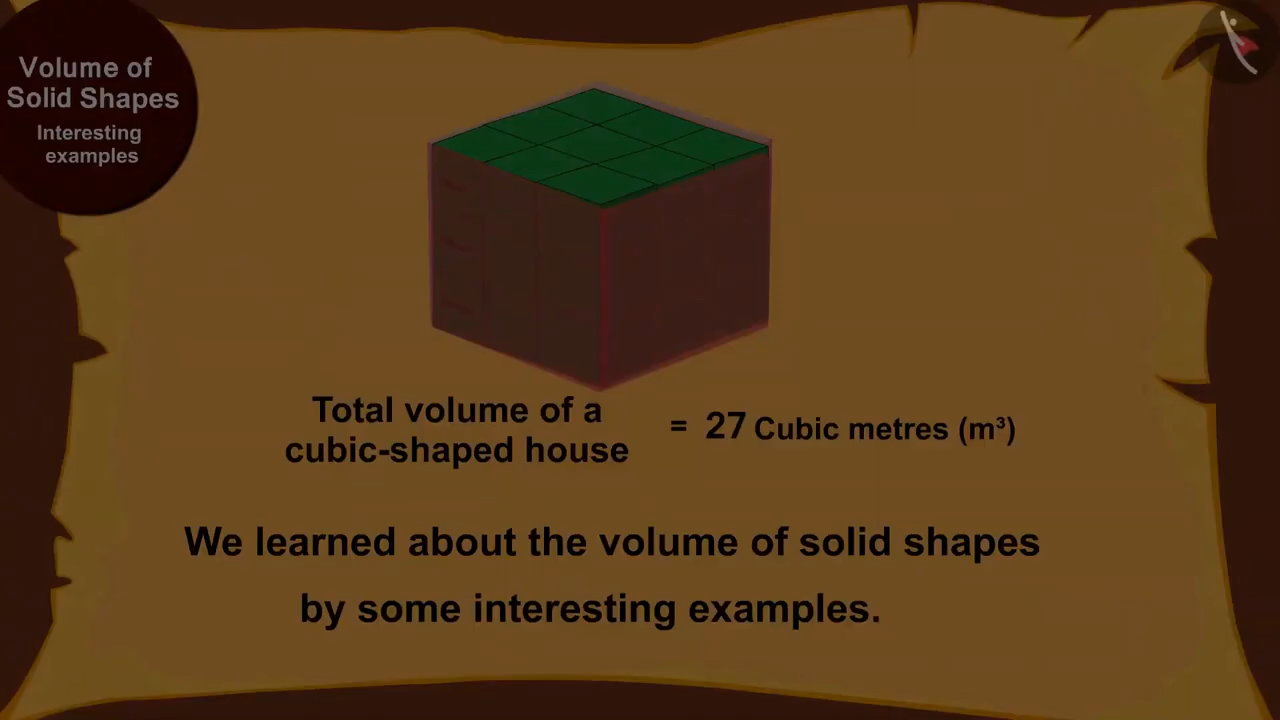 Volume of
Solid Shapes
Interesting
examples
Total volume of a
cubic-shaped house
= 27 Cubic metres (m³)
We learned about the volume of solid shapes
by some interesting examples.